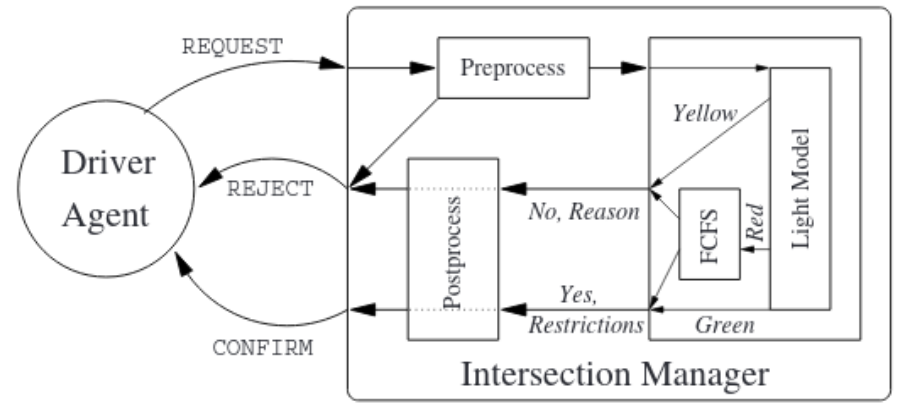 REQUEST
Preprocess
Yellow
Driver
Agent
REJECT
Postprocess
No, Reason
FCFS
Red
Light Model
Yes,
Restrictions
Green
CONFIRM
Intersection Manager